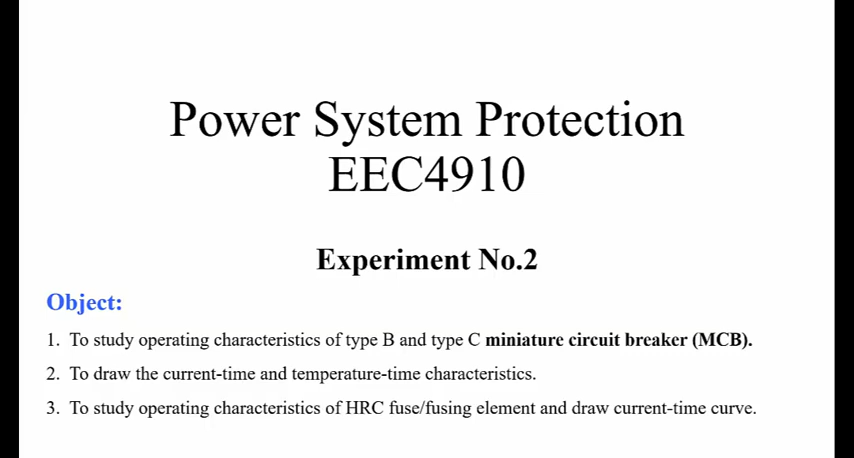 Power System Protection
EEC4910
Experiment No.2
Object:
1. To study operating characteristics of type B and type C miniature circuit breaker (MCB).
2. To draw the current-time and temperature-time characteristics.
3. To study operating characteristics of HRC fuse/fusing element and draw current-time curve.